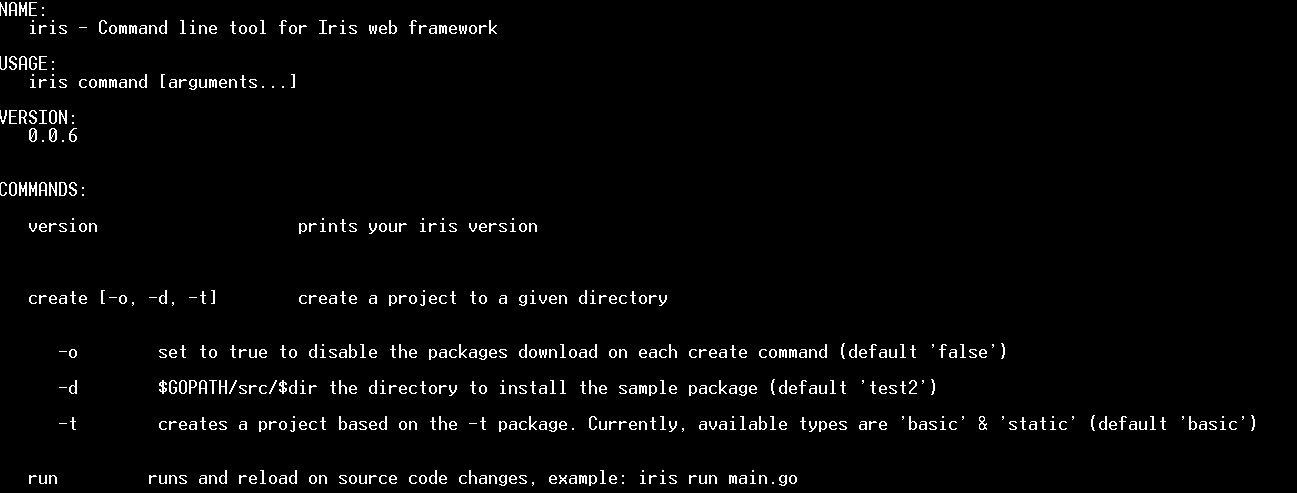 NAME:
iris - Command line tool for Iris web framework
USAGE:
iris command [arguments...]
VERSION:
0.0.6
COMMANDS:
version prints your iris version
create [-o, -d, -t] create a project to a given directory
-o set to true to disable the packages download on each create command (default 'false')
-d $GOPATH/src/$dir the directory to install the sample package (default 'test2')
-t creates a project based on the -t package. Currently, available types are 'basic' & 'static' (default 'basic')
run runs and reload on source code changes, example: iris run main.go